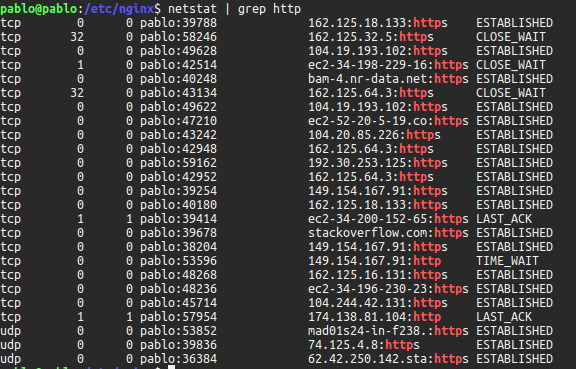 pablo@pablo:/etc/nginx$ netstat | grep http
tcp 0 0 pablo:39788 162.125.18.133:https ESTABLISHED
tcp 32 0 pablo:58246 162.125.32.5:https CLOSE_WAIT
tcp 0 0 pablo:49628 104.19.193.102:https ESTABLISHED
tcp 1 0 pablo:42514 ec2-34-198-229-16:https CLOSE_WAIT
tcp 0 0 pablo:40248 bam-4.nr-data.net:https ESTABLISHED
tcp 32 0 pablo:43134 162.125.64.3:https CLOSE_WAIT
tcp 0 0 pablo:49622 104.19.193.102:https ESTABLISHED
tcp 0 0 pablo:47210 ec2-52-20-5-19.co:https ESTABLISHED
tcp 0 0 pablo:43242 104.20.85.226:https ESTABLISHED
tcp 0 0 pablo:42948 162.125.64.3:https ESTABLISHED
tcp 0 0 pablo:59162 192.30.253.125:https ESTABLISHED
tcp 0 0 pablo:42952 162.125.64.3:https ESTABLISHED
tcp 0 0 pablo:39254 149.154.167.91:https ESTABLISHED
tcp 0 0 pablo:40180 162.125.18.133:https ESTABLISHED
tcp 1 1 pablo:39414 ec2-34-200-152-65:https LAST_ACK
tcp 0 0 pablo:39678 stackoverflow.com:https ESTABLISHED
tcp 0 0 pablo:38204 149.154.167.91:https ESTABLISHED
tcp 0 0 pablo:53596 149.154.167.91:http TIME_WAIT
tcp 0 0 pablo:48268 162.125.16.131:https ESTABLISHED
tcp 0 0 pablo:48236 ec2-34-196-230-23:https ESTABLISHED
tcp 0 0 pablo:45714 104.244.42.131:https ESTABLISHED
tcp 1 1 pablo:57954 174.138.81.104:http LAST_ACK
udp 0 0 pablo:53852 mad01s24-in-f238.:https ESTABLISHED
udp 0 0 pablo:39836 74.125.4.8:https ESTABLISHED
udp 0 0 pablo:36384 62.42.250.142.sta:https ESTABLISHED